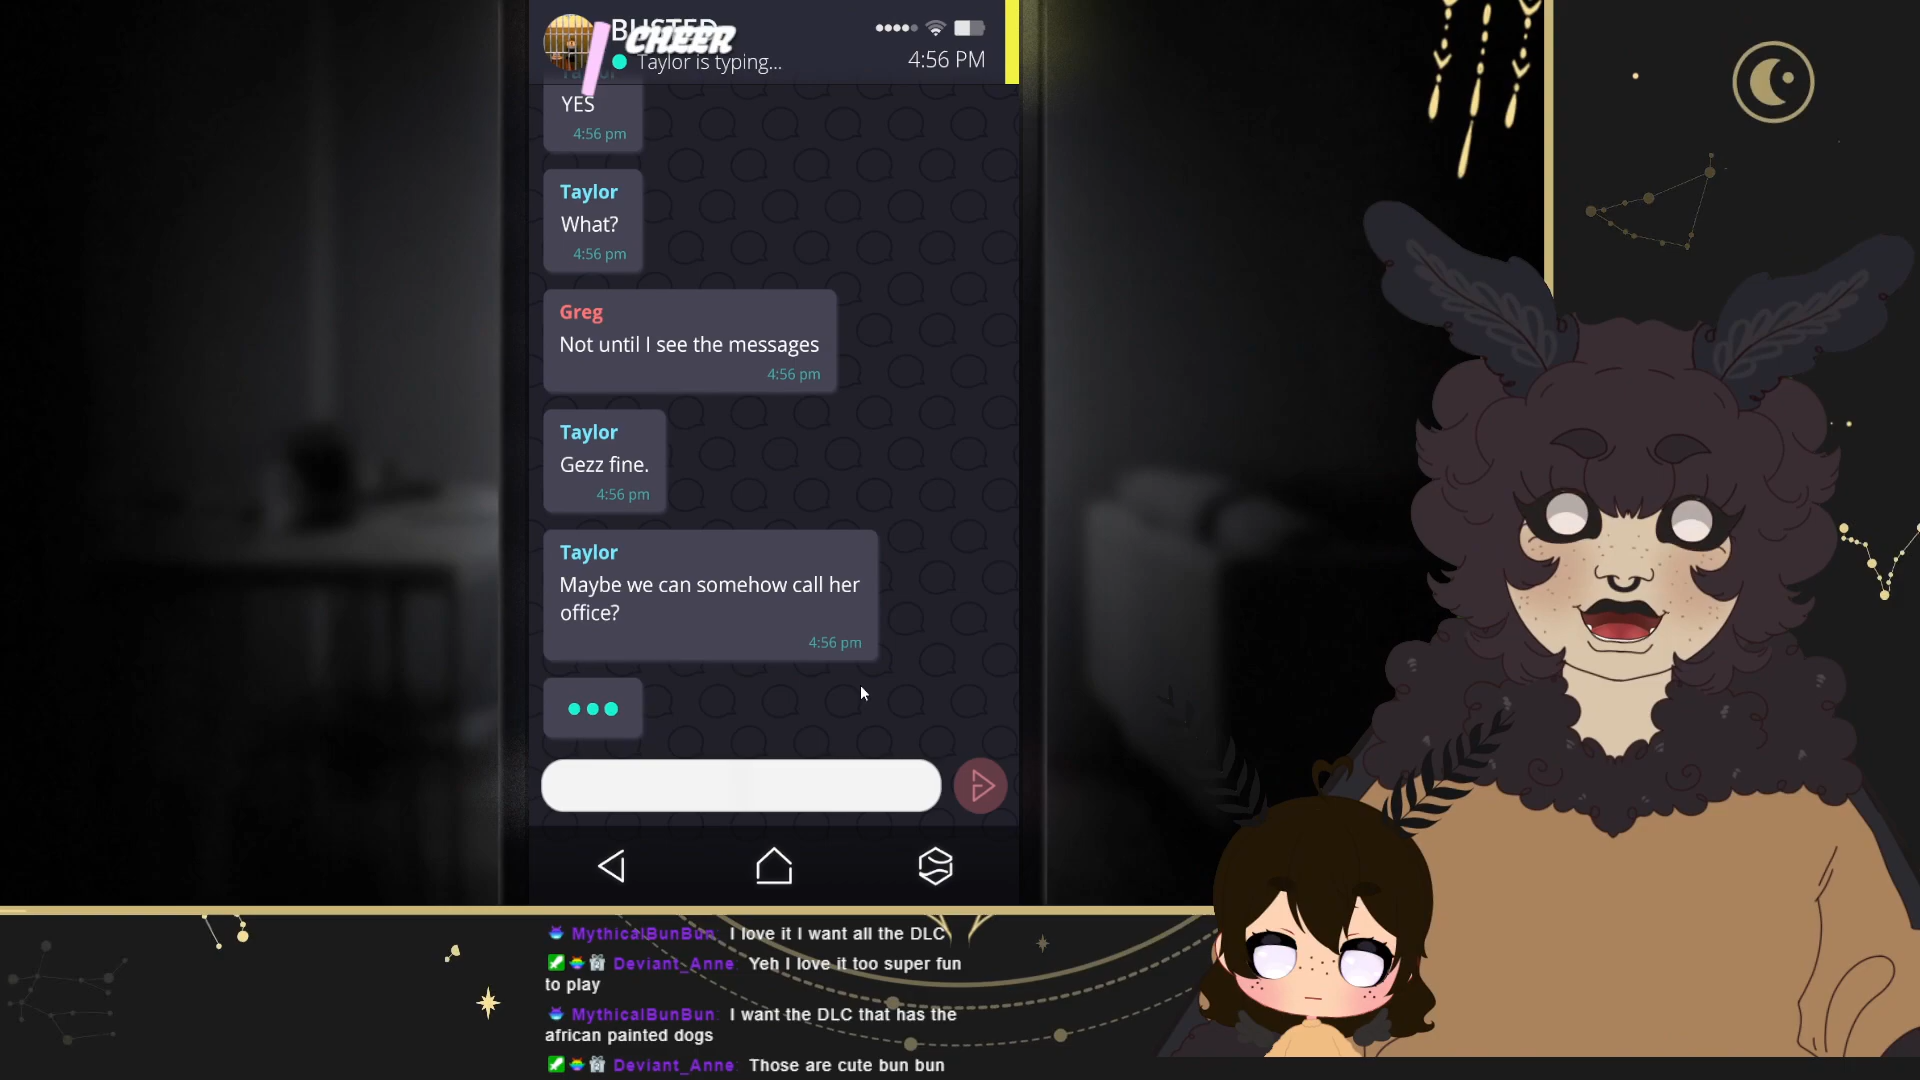 BUSTED
CHEER
Taylor is typing...
4:56 PM
Taylor
YES
4:56 pm
Taylor
What?
4:56 pm
Greg
Not until I see the messages
4:56 pm
Taylor
Gezz fine.
4:56 pm
Taylor
Maybe we can somehow call her
office?
4:56 pm
MythicalBunBun: I love it I want all the DLC
Deviant_Anne: Yeh I love it too super fun
to play
MythicalBunBun: I want the DLC that has the
african painted dogs
Deviant_Anne: Those are cute bun bun